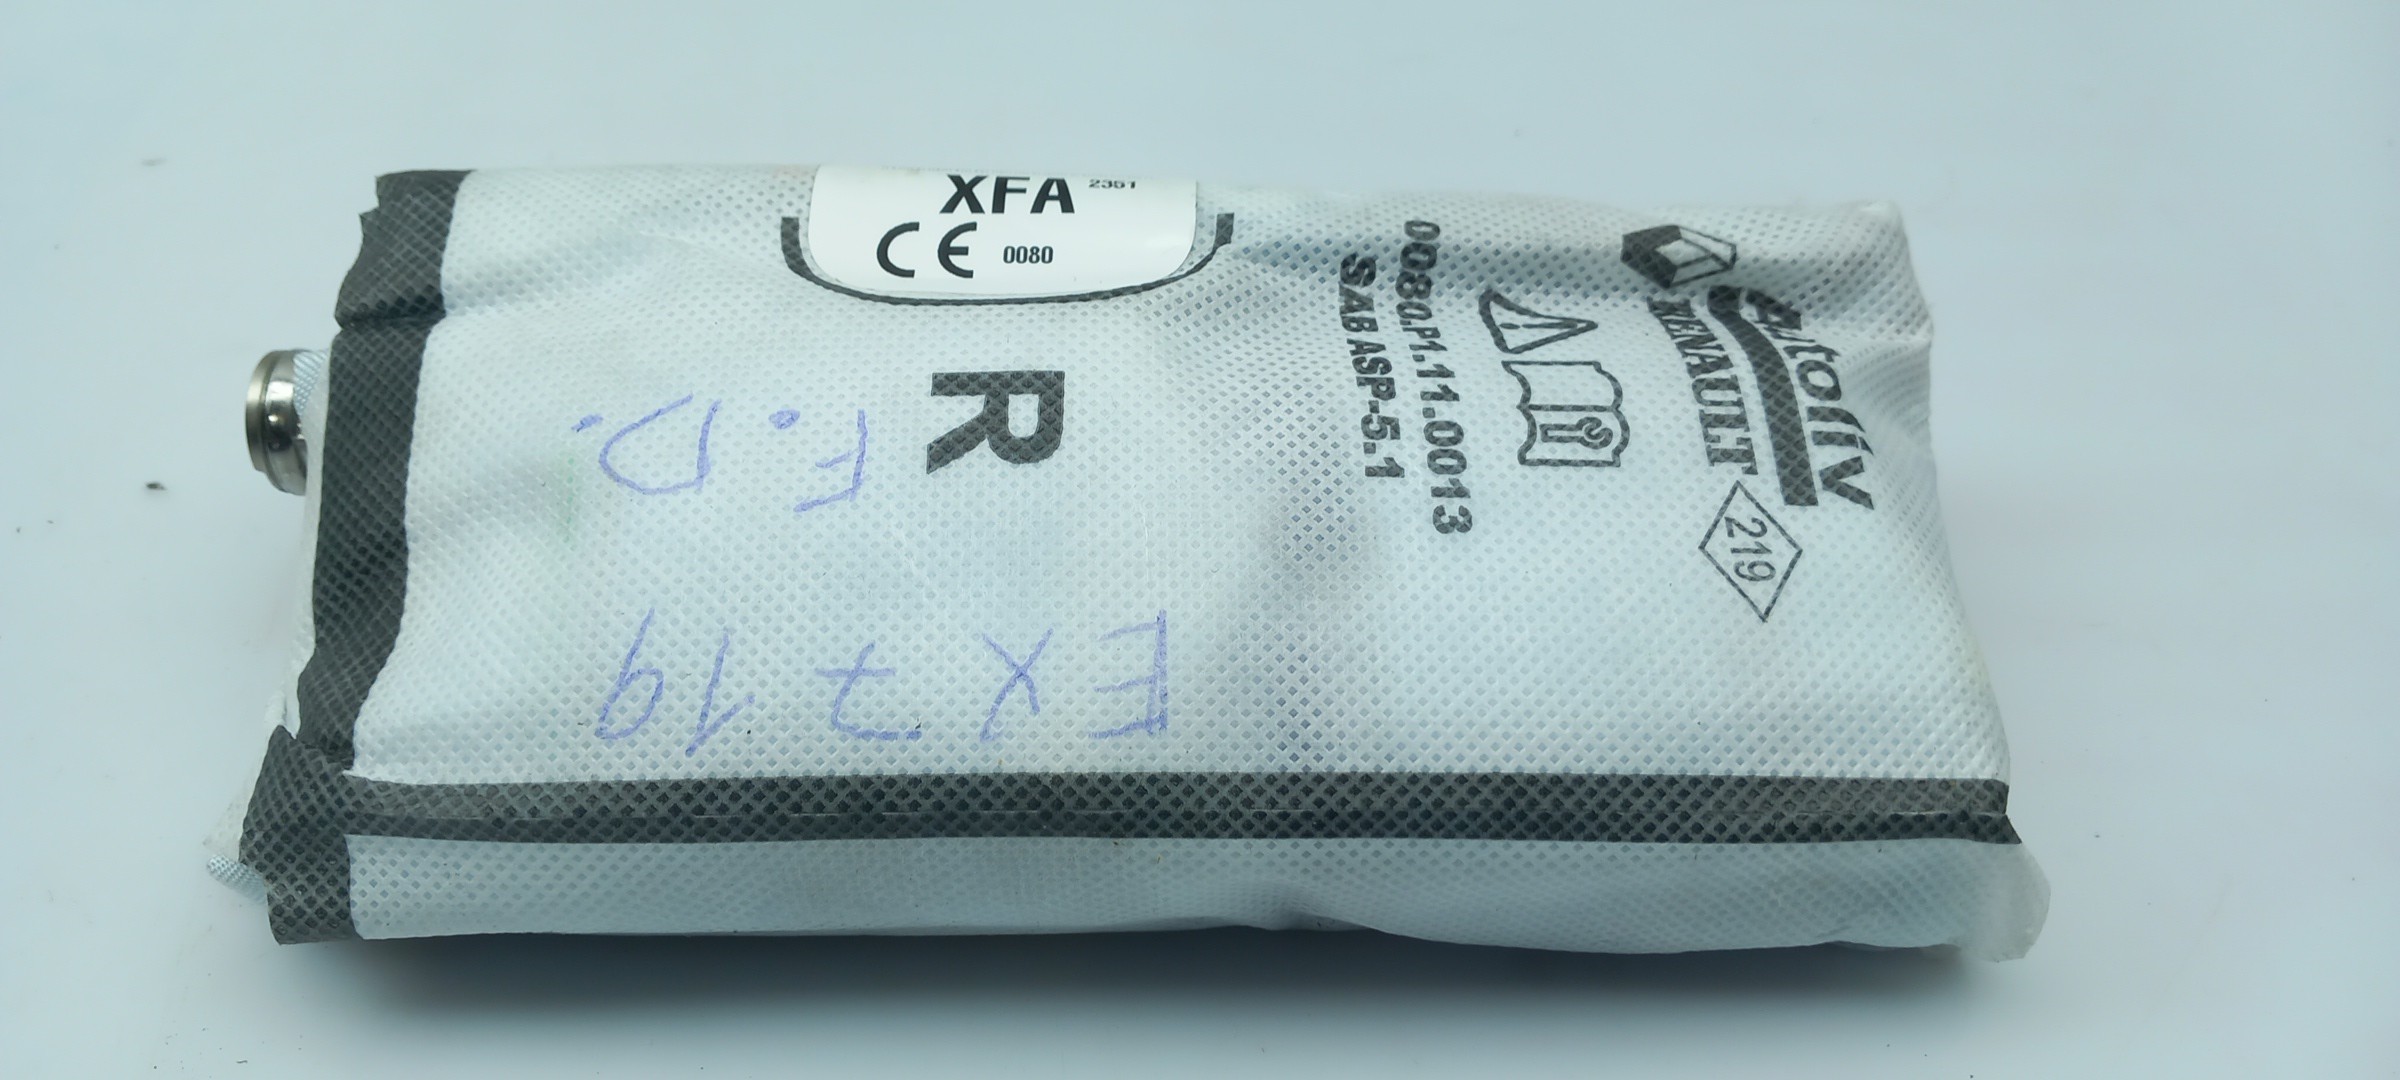 XFA 2351
CE 0080
R
Autoliv
RENAULT
219
0080.P1.11.0013
SAB ASP-5.1
EX 7 19
F.D.